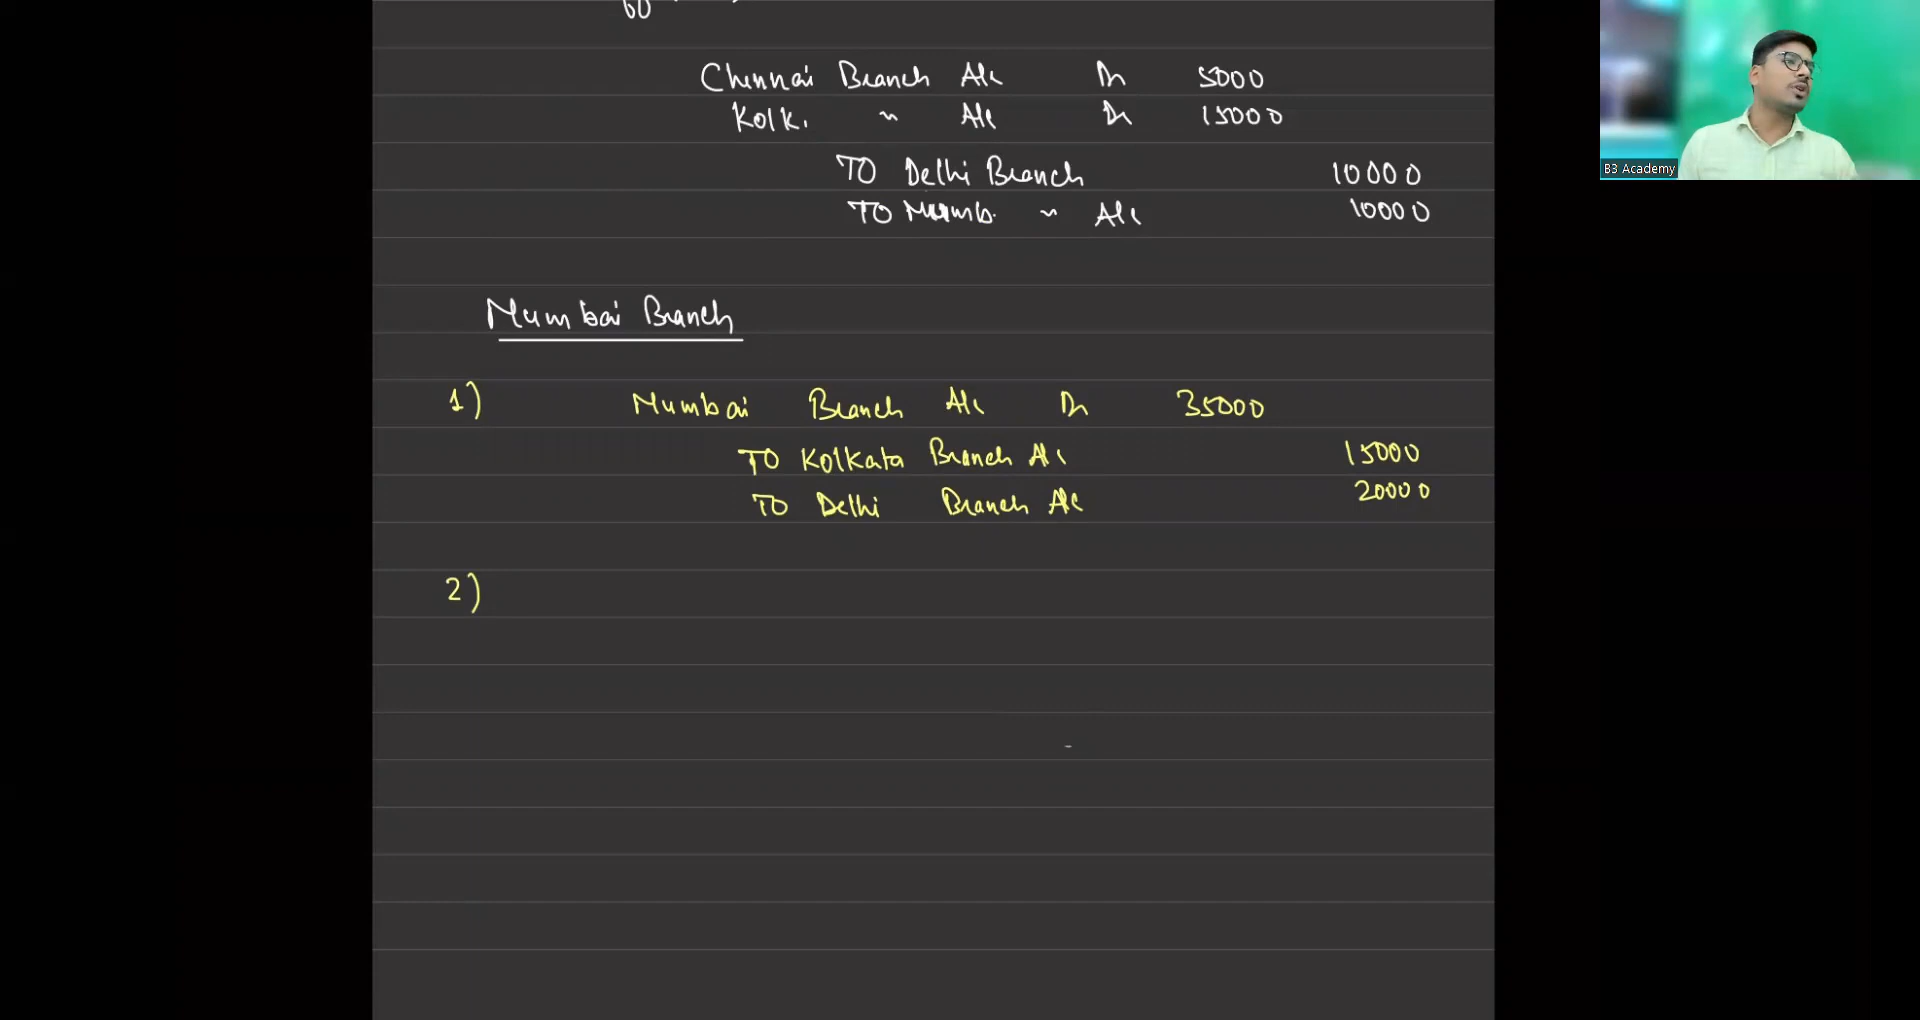 60
Chennai Branch A/c Dr 5000
Kolk. " A/c Dr 15000
TO Delhi Branch 10000
TO Mumb. " A/c 10000
Mumbai Branch
1) Mumbai Branch A/c Dr 35000
TO Kolkata Branch A/c 15000
TO Delhi Branch A/c 20000
2)
B3 Academy